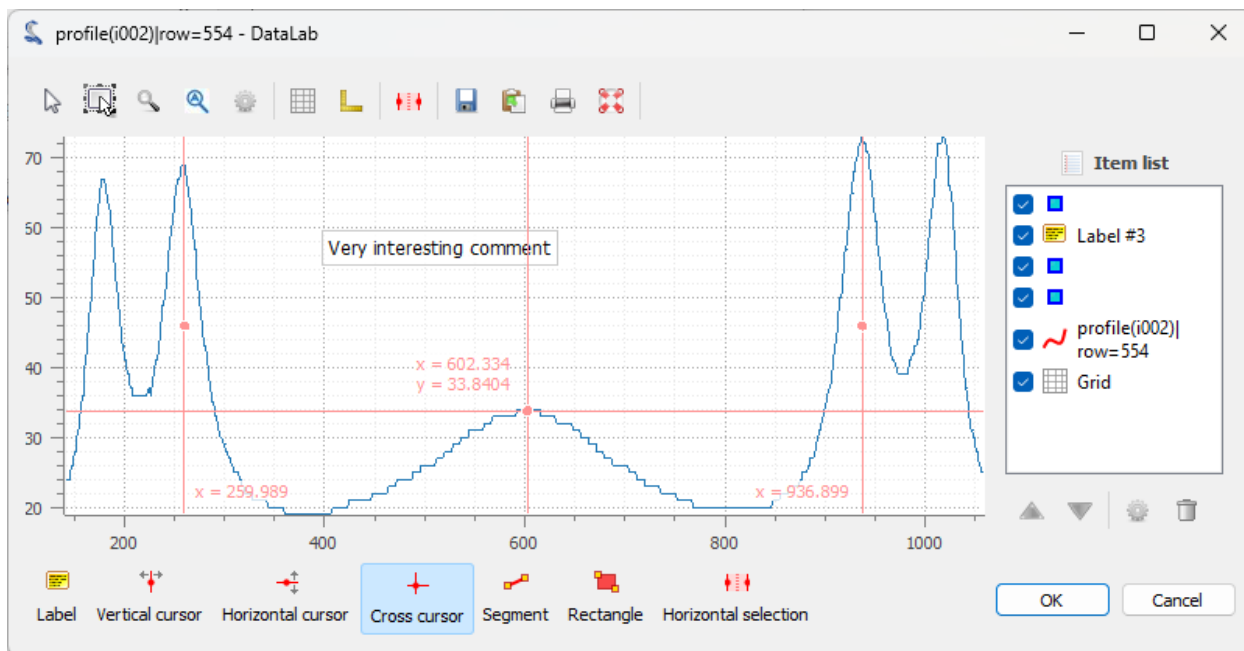 profile(i002)|row=554 - DataLab
70
60
50
40
30
20
200
400
600
800
1000
Very interesting comment
x = 602.334
y = 33.8404
x = 259.989
x = 936.899
Item list
Label #3
profile(i002)|
row=554
Grid
Label
Vertical cursor
Horizontal cursor
Cross cursor
Segment
Rectangle
Horizontal selection
OK
Cancel